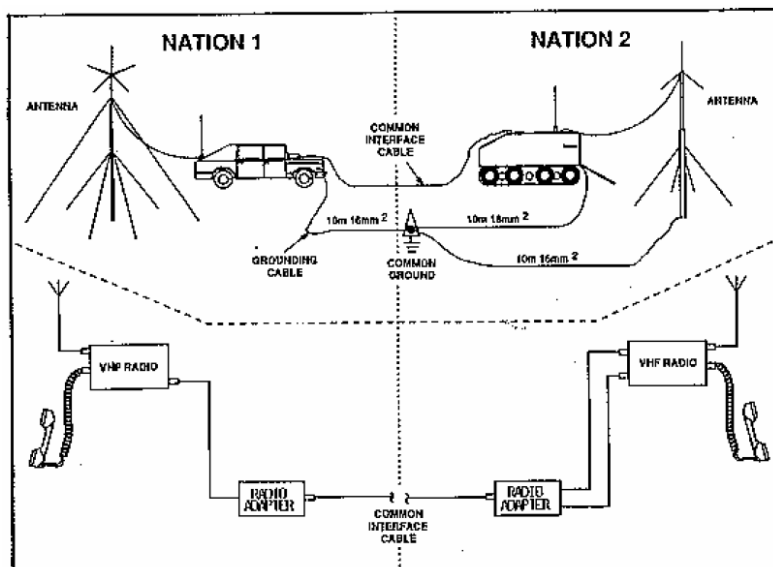 NATION 1
NATION 2
ANTENNA
ANTENNA
COMMON
INTERFACE
CABLE
10m 16mm 2
10m 16mm 2
GROUNDING
CABLE
COMMON
GROUND
10m 16mm 2
VHF RADIO
VHF RADIO
RADIO
ADAPTER
RADIO
ADAPTER
COMMON
INTERFACE
CABLE